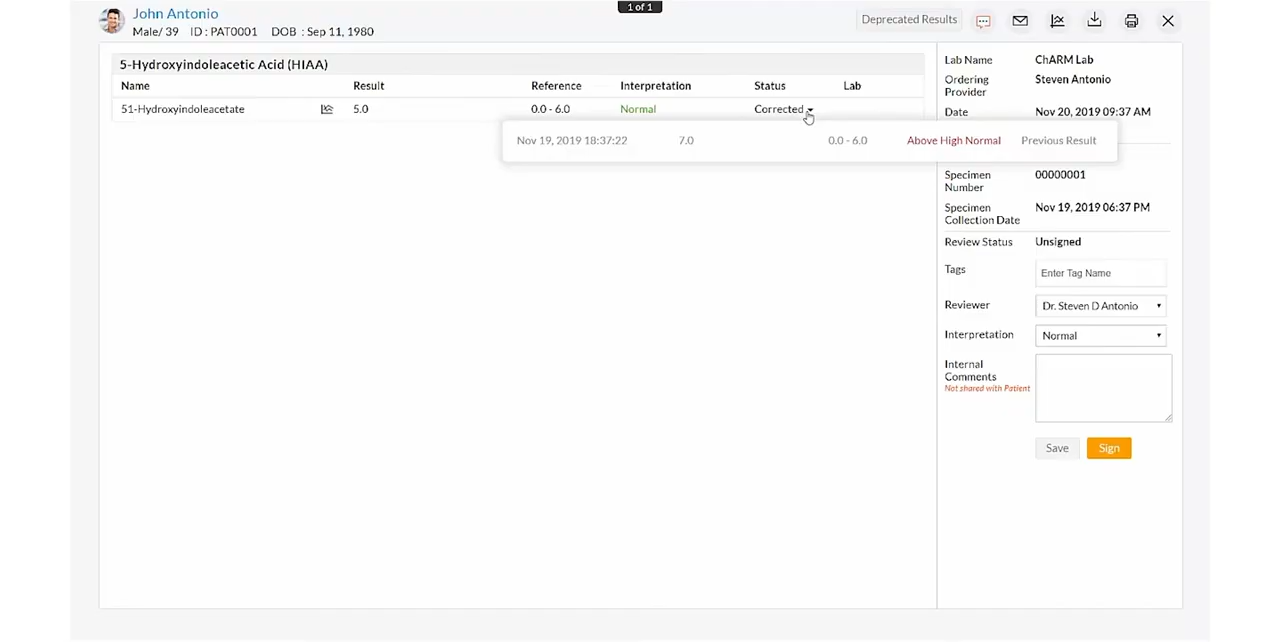 1 of 1
John Antonio
Male/ 39 ID : PAT0001 DOB : Sep 11, 1980
Deprecated Results
5-Hydroxyindoleacetic Acid (HIAA)
Name Result Reference Interpretation Status Lab
51-Hydroxyindoleacetate 5.0 0.0 - 6.0 Normal Corrected
Nov 19, 2019 18:37:22 7.0 0.0 - 6.0 Above High Normal Previous Result
Lab Name ChARM Lab
Ordering Steven Antonio
Provider
Date Nov 20, 2019 09:37 AM
Specimen 00000001
Number
Specimen Nov 19, 2019 06:37 PM
Collection Date
Review Status Unsigned
Tags Enter Tag Name
Reviewer Dr. Steven D Antonio
Interpretation Normal
Internal
Comments
Not shared with Patient
Save Sign